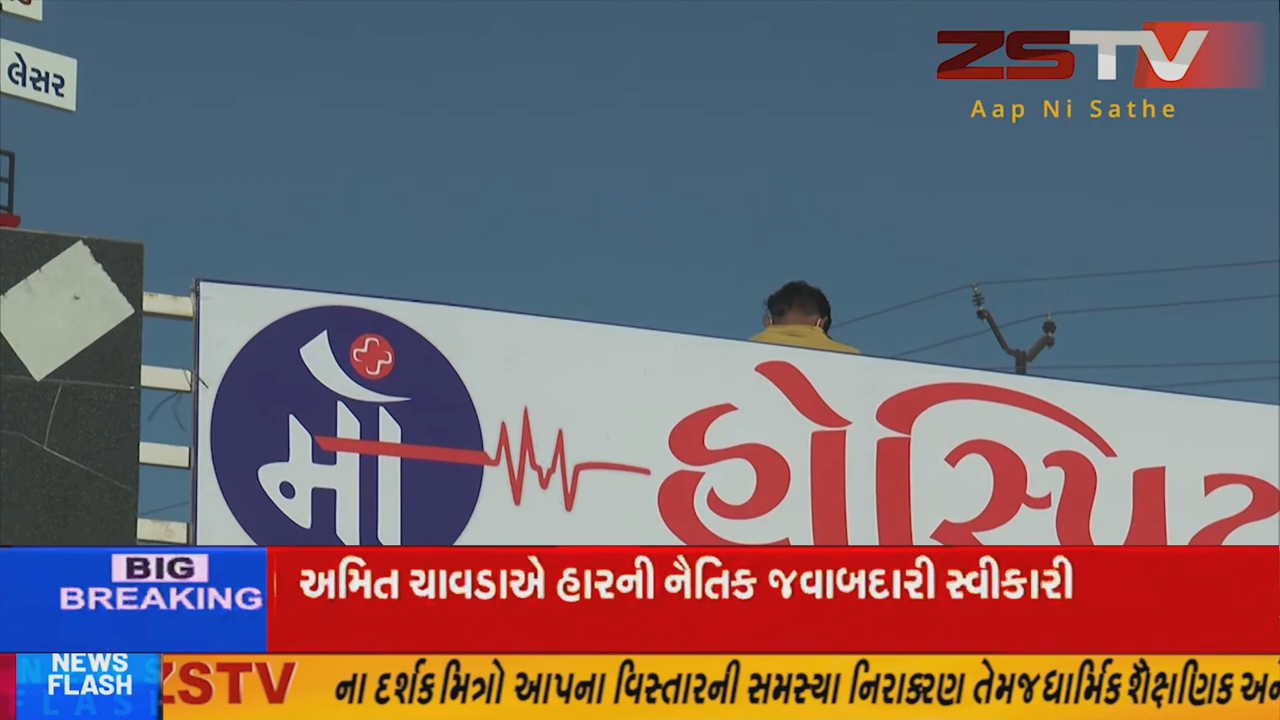 લેસર
ZSTV
Aap Ni Sathe
માઁ
હોસ્પિટ
BIG
BREAKING
અમિત ચાવડાએ હારની નૈતિક જવાબદારી સ્વીકારી
NEWS
FLASH
ZSTV ના દર્શક મિત્રો આપના વિસ્તારની સમસ્યા નિરાકરણ તેમજ ધાર્મિક શૈક્ષણિક